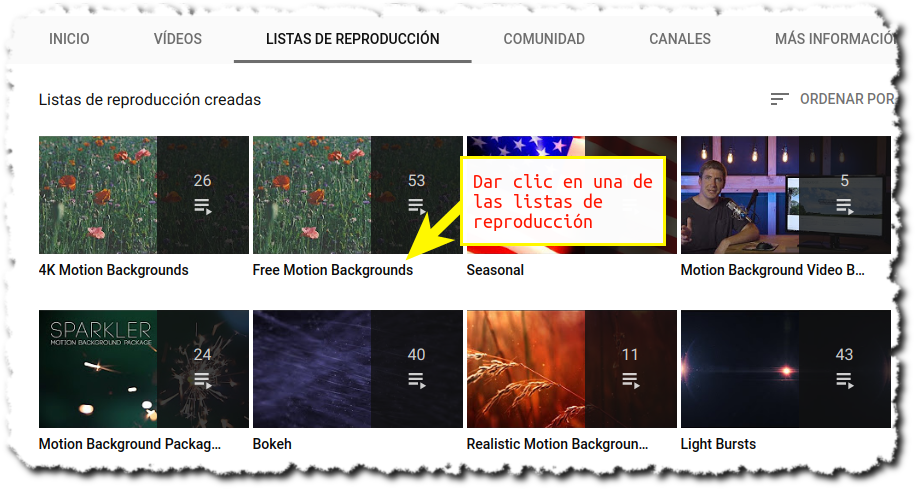 INICIO VÍDEOS LISTAS DE REPRODUCCIÓN COMUNIDAD CANALES MÁS INFORMACIÓN
Listas de reproducción creadas ORDENAR POR
26 53 5
Dar clic en una de
las listas de
reproducción
4K Motion Backgrounds Free Motion Backgrounds Seasonal Motion Background Video B...
SPARKLER
MOTION BACKGROUND PACKAGE
24 40 11 43
Motion Background Packag... Bokeh Realistic Motion Backgroun... Light Bursts